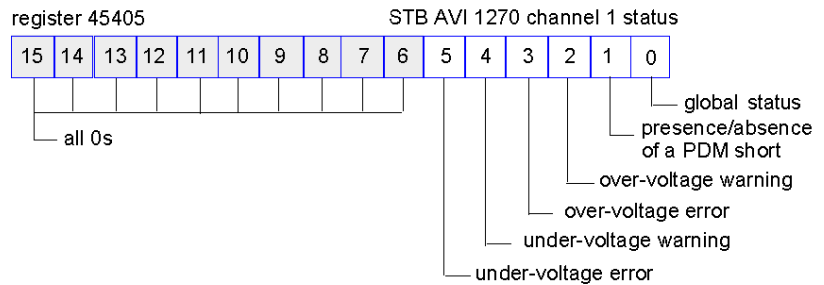 register 45405 STB AVI 1270 channel 1 status
15 14 13 12 11 10 9 8 7 6 5 4 3 2 1 0
global status
all 0s
presence/absence
of a PDM short
over-voltage warning
over-voltage error
under-voltage warning
under-voltage error